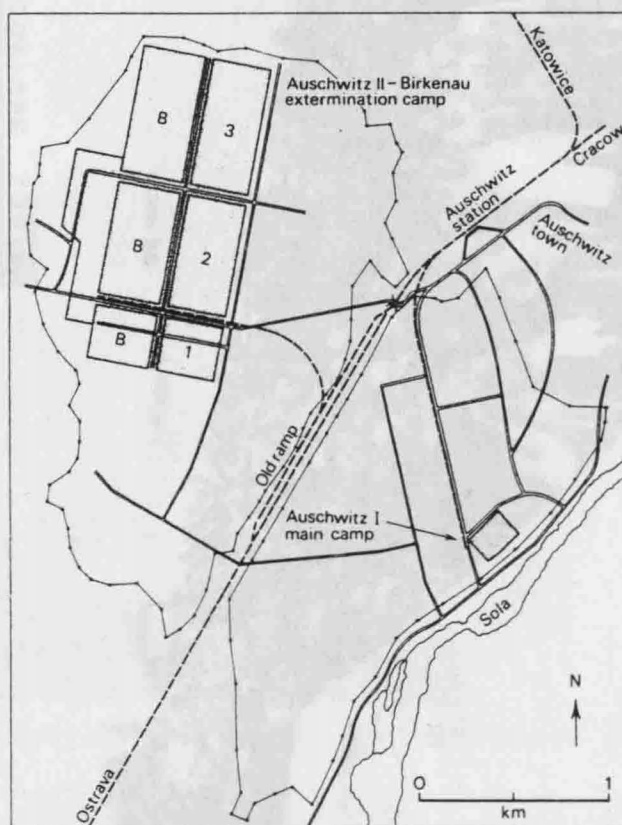 Katowice
Cracow
Auschwitz II – Birkenau
extermination camp
B
3
Auschwitz
station
Auschwitz
town
B
2
B
1
Old ramp
Auschwitz I
main camp
Sola
N
Ostrava
0
1
km